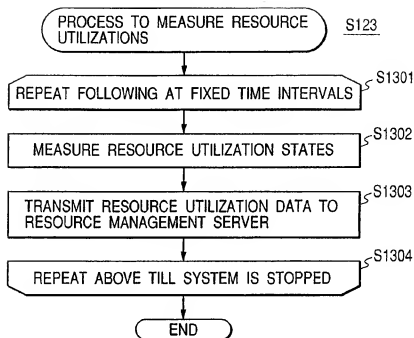 PROCESS TO MEASURE RESOURCE
UTILIZATIONS
S123
S1301
REPEAT FOLLOWING AT FIXED TIME INTERVALS
S1302
MEASURE RESOURCE UTILIZATION STATES
S1303
TRANSMIT RESOURCE UTILIZATION DATA TO
RESOURCE MANAGEMENT SERVER
S1304
REPEAT ABOVE TILL SYSTEM IS STOPPED
END